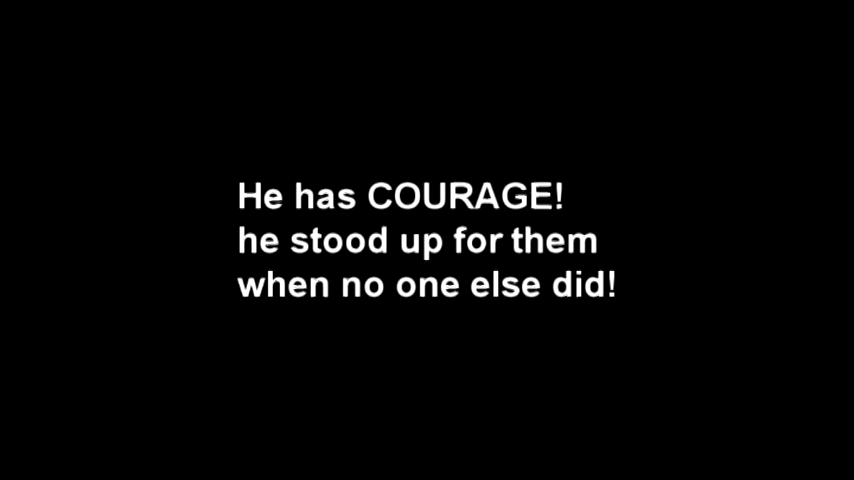 He has COURAGE!
he stood up for them
when no one else did!